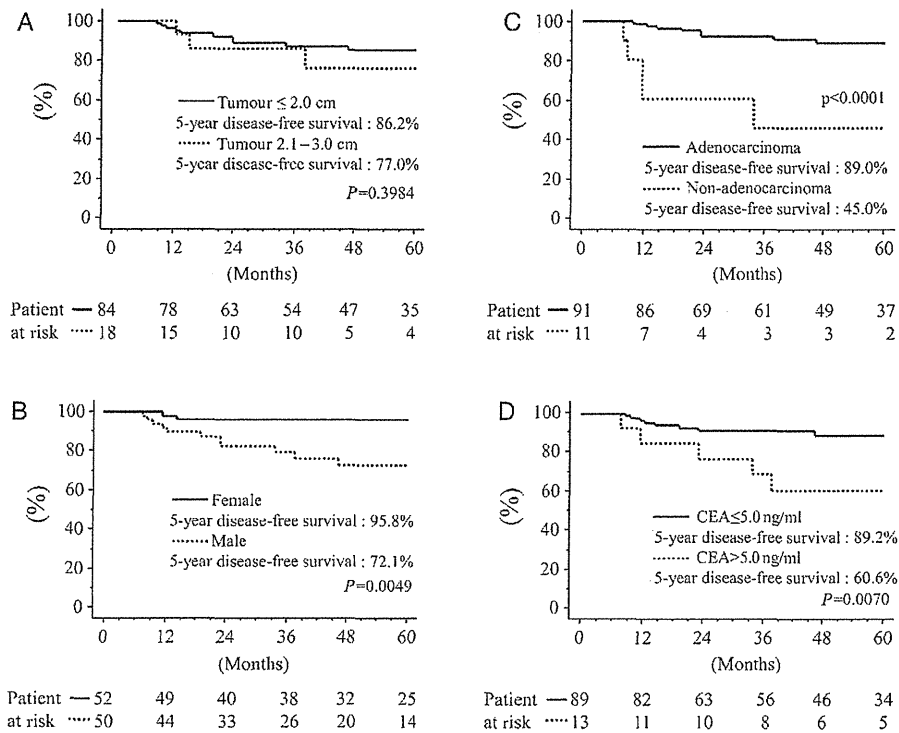 A
100
80
60
40
20
0
(%)
Tumour ≤ 2.0 cm
5-year disease-free survival : 86.2%
Tumour 2.1–3.0 cm
5-year disease-free survival : 77.0%
P=0.3984
0 12 24 36 48 60
(Months)
Patient 84 78 63 54 47 35
at risk 18 15 10 10 5 4
C
100
80
60
40
20
0
(%)
p<0.0001
Adenocarcinoma
5-year disease-free survival : 89.0%
Non-adenocarcinoma
5-year disease-free survival : 45.0%
0 12 24 36 48 60
(Months)
Patient 91 86 69 61 49 37
at risk 11 7 4 3 3 2
B
100
80
60
40
20
0
(%)
Female
5-year disease-free survival : 95.8%
Male
5-year disease-free survival : 72.1%
P=0.0049
0 12 24 36 48 60
(Months)
Patient 52 49 40 38 32 25
at risk 50 44 33 26 20 14
D
100
80
60
40
20
0
(%)
CEA≤5.0 ng/ml
5-year disease-free survival : 89.2%
CEA>5.0 ng/ml
5-year disease-free survival : 60.6%
P=0.0070
0 12 24 36 48 60
(Months)
Patient 89 82 63 56 46 34
at risk 13 11 10 8 6 5